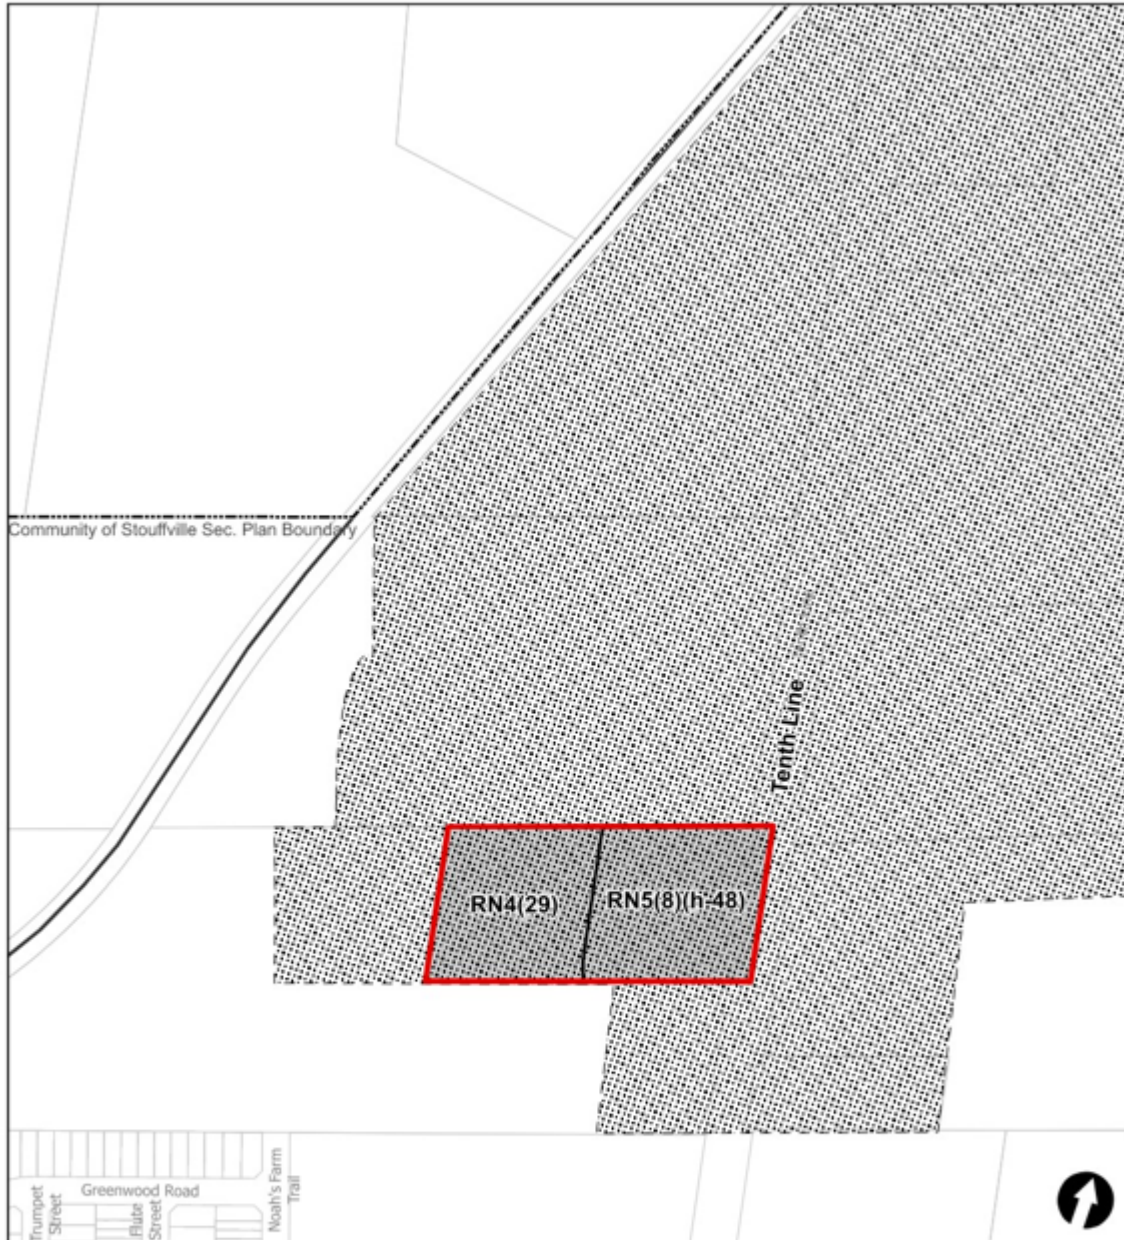 Community of Stouffville Sec. Plan Boundary
Tenth Line
RN4(29)
RN5(8)(h-48)
Greenwood Road
Trumpet
Street
Flute
Street
Noah's Farm
Trail